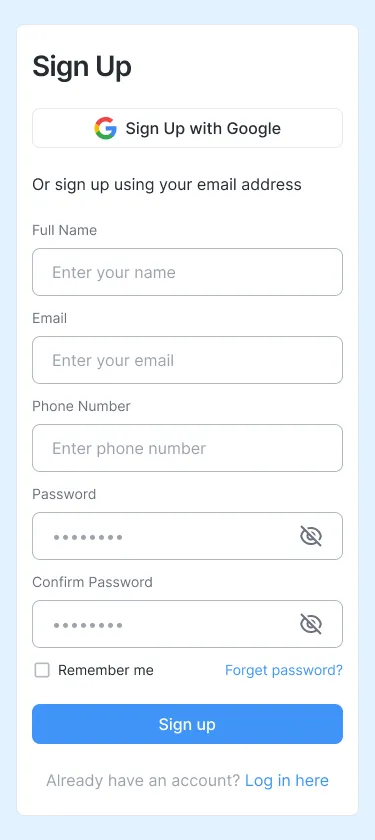 Sign Up
Sign Up with Google
Or sign up using your email address
Full Name
Enter your name
Email
Enter your email
Phone Number
Enter phone number
Password
Confirm Password
Remember me
Forget password?
Sign up
Already have an account? Log in here